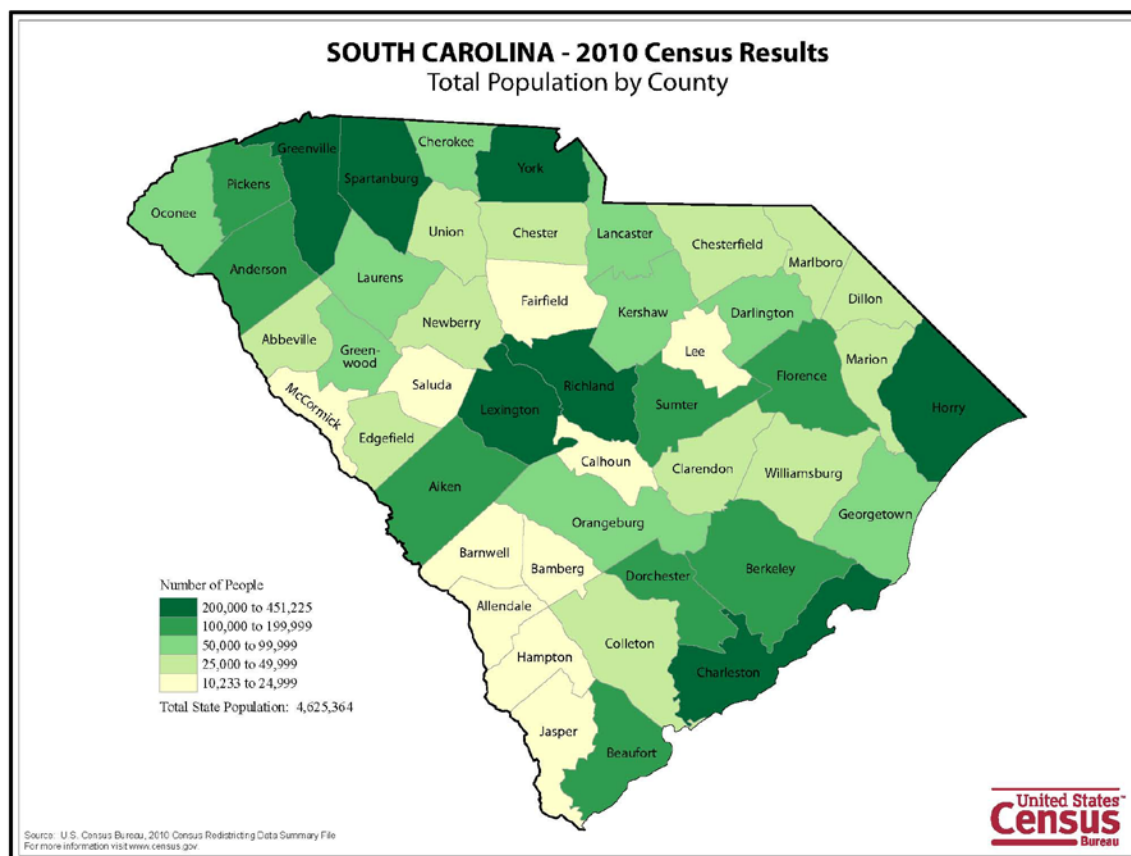 SOUTH CAROLINA - 2010 Census Results
Total Population by County
Cherokee
Greenville
York
Pickens
Spartanburg
Oconee
Union
Chester
Lancaster
Chesterfield
Marlboro
Anderson
Laurens
Dillon
Fairfield
Kershaw
Darlington
Newberry
Abbeville
Green-
wood
Lee
Marion
Saluda
Richland
Florence
McCormick
Lexington
Sumter
Horry
Edgefield
Calhoun
Clarendon
Williamsburg
Aiken
Georgetown
Orangeburg
Barnwell
Bamberg
Dorchester
Berkeley
Allendale
Colleton
Hampton
Charleston
Jasper
Beaufort
Number of People
200,000 to 451,225
100,000 to 199,999
50,000 to 99,999
25,000 to 49,999
10,233 to 24,999
Total State Population: 4,625,364
Source: U.S. Census Bureau, 2010 Census Redistricting Data Summary File
For more information visit www.census.gov.
United States™
Census
Bureau